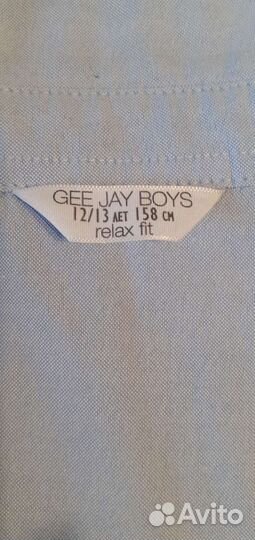 GEE JAY BOYS
12/13 ЛЕТ 158 СМ
relax fit
Avito